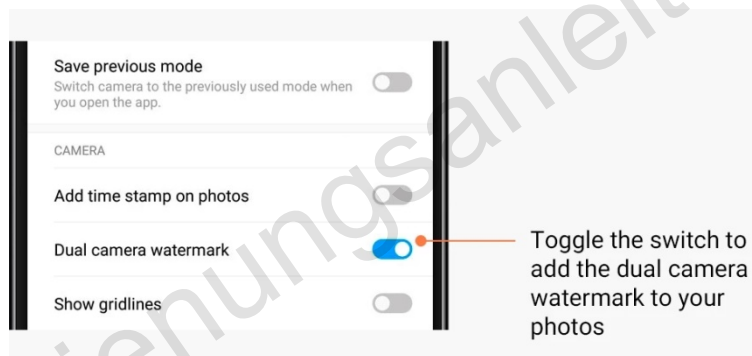 Save previous mode
Switch camera to the previously used mode when
you open the app.
CAMERA
Add time stamp on photos
Dual camera watermark
Show gridlines
Toggle the switch to
add the dual camera
watermark to your
photos
ienungsanleit